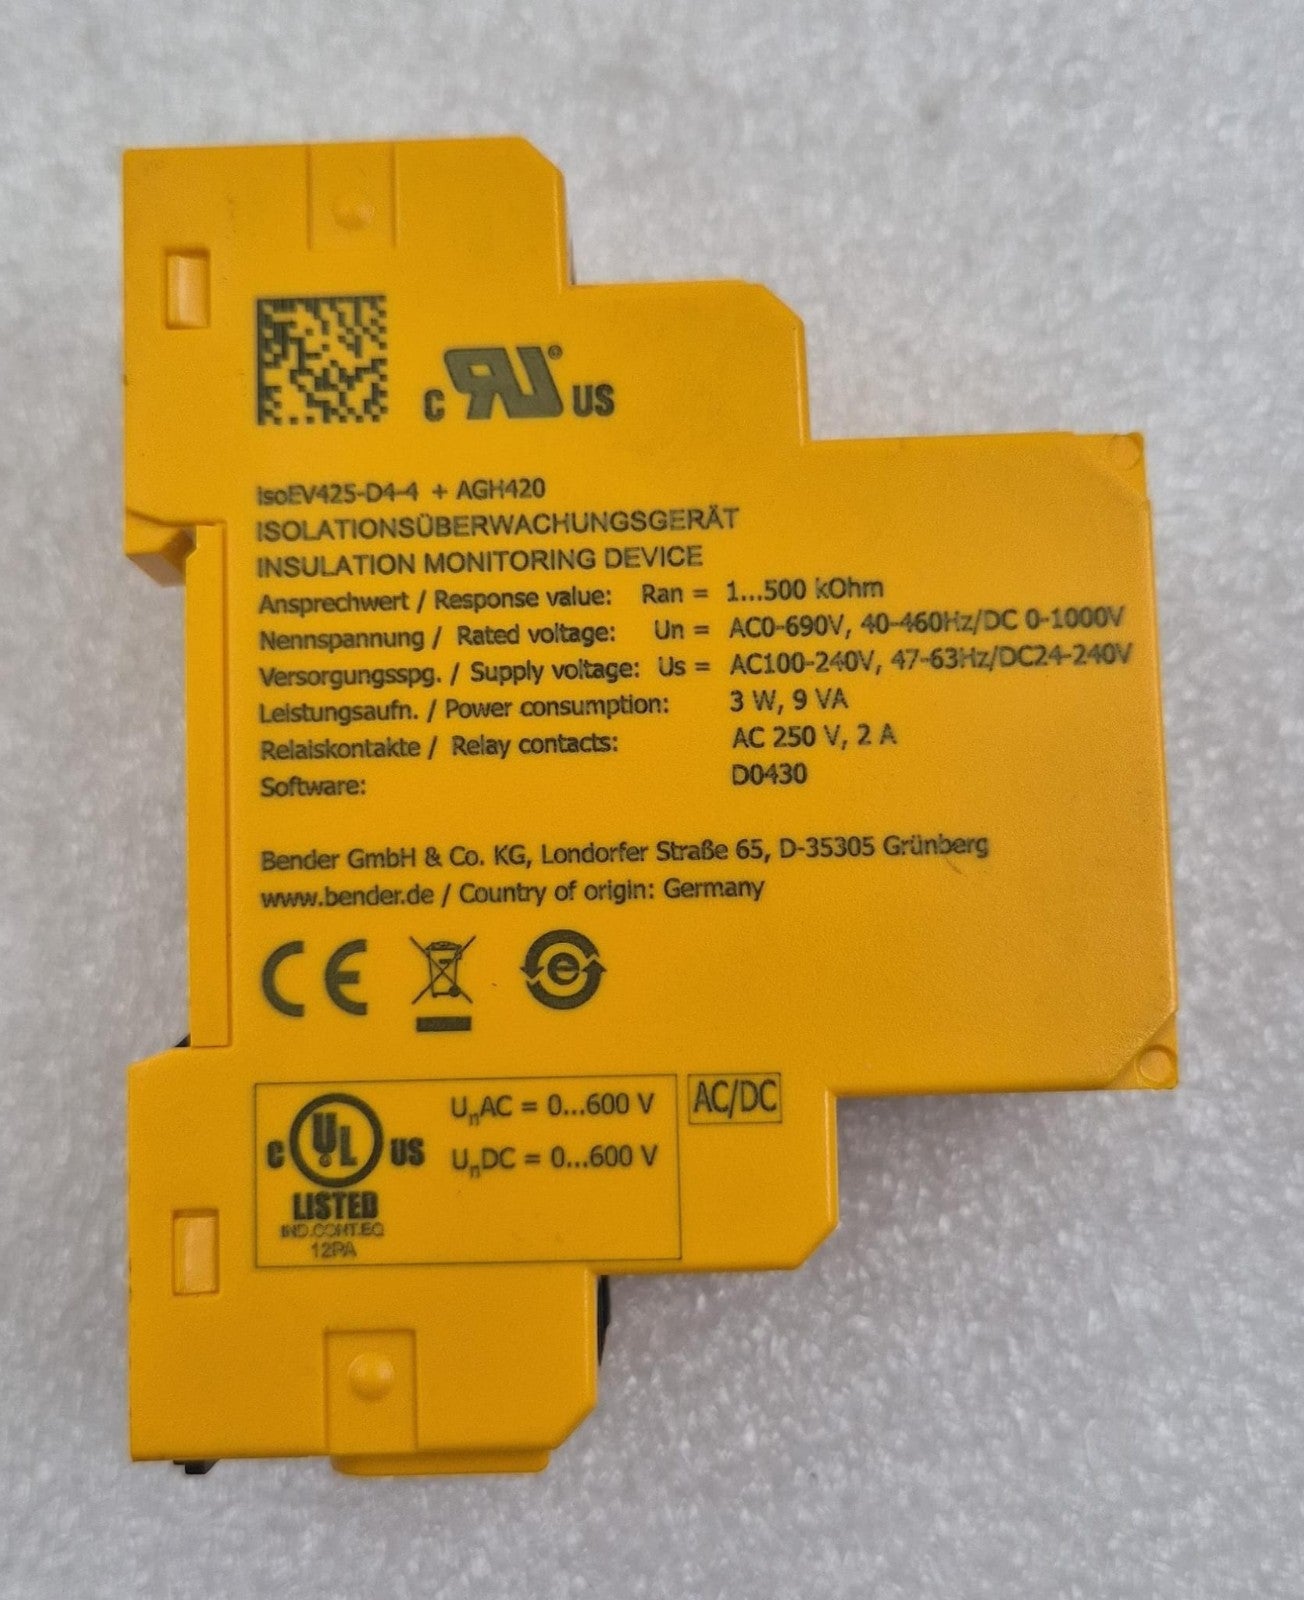 c RU® US
isoEV425-D4-4 + AGH420
ISOLATIONSÜBERWACHUNGSGERÄT
INSULATION MONITORING DEVICE
Ansprechwert / Response value: Ran = 1...500 kOhm
Nennspannung / Rated voltage: Un = AC0-690V, 40-460Hz/DC 0-1000V
Versorgungsspg. / Supply voltage: Us = AC100-240V, 47-63Hz/DC24-240V
Leistungsaufn. / Power consumption: 3 W, 9 VA
Relaiskontakte / Relay contacts: AC 250 V, 2 A
Software: D0430
Bender GmbH & Co. KG, Londorfer Straße 65, D-35305 Grünberg
www.bender.de / Country of origin: Germany
CE e
c UL US
LISTED
IND.CONT.EQ
12PA
UnAC = 0...600 V
UnDC = 0...600 V
AC/DC